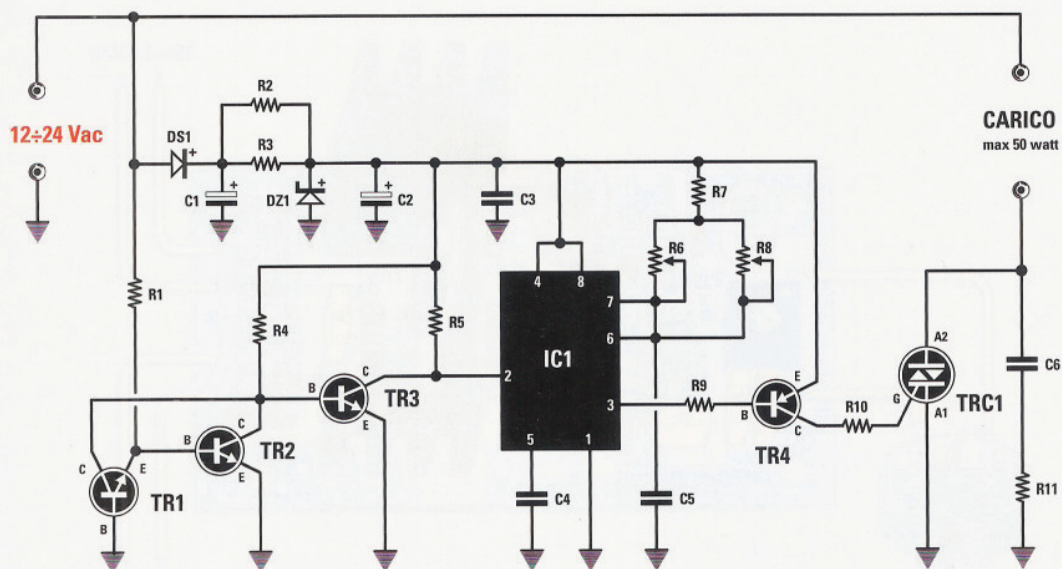 12÷24 Vac
DS1
+
R2
R3
C1
+
DZ1
+
C2
+
C3
R7
R6
R8
CARICO
max 50 watt
R1
R4
R5
4
8
7
6
IC1
2
3
5
1
B
C
E
TR3
B
C
E
TR2
C
E
B
TR1
C4
C5
R9
B
E
C
TR4
R10
G
A2
A1
TRC1
C6
R11